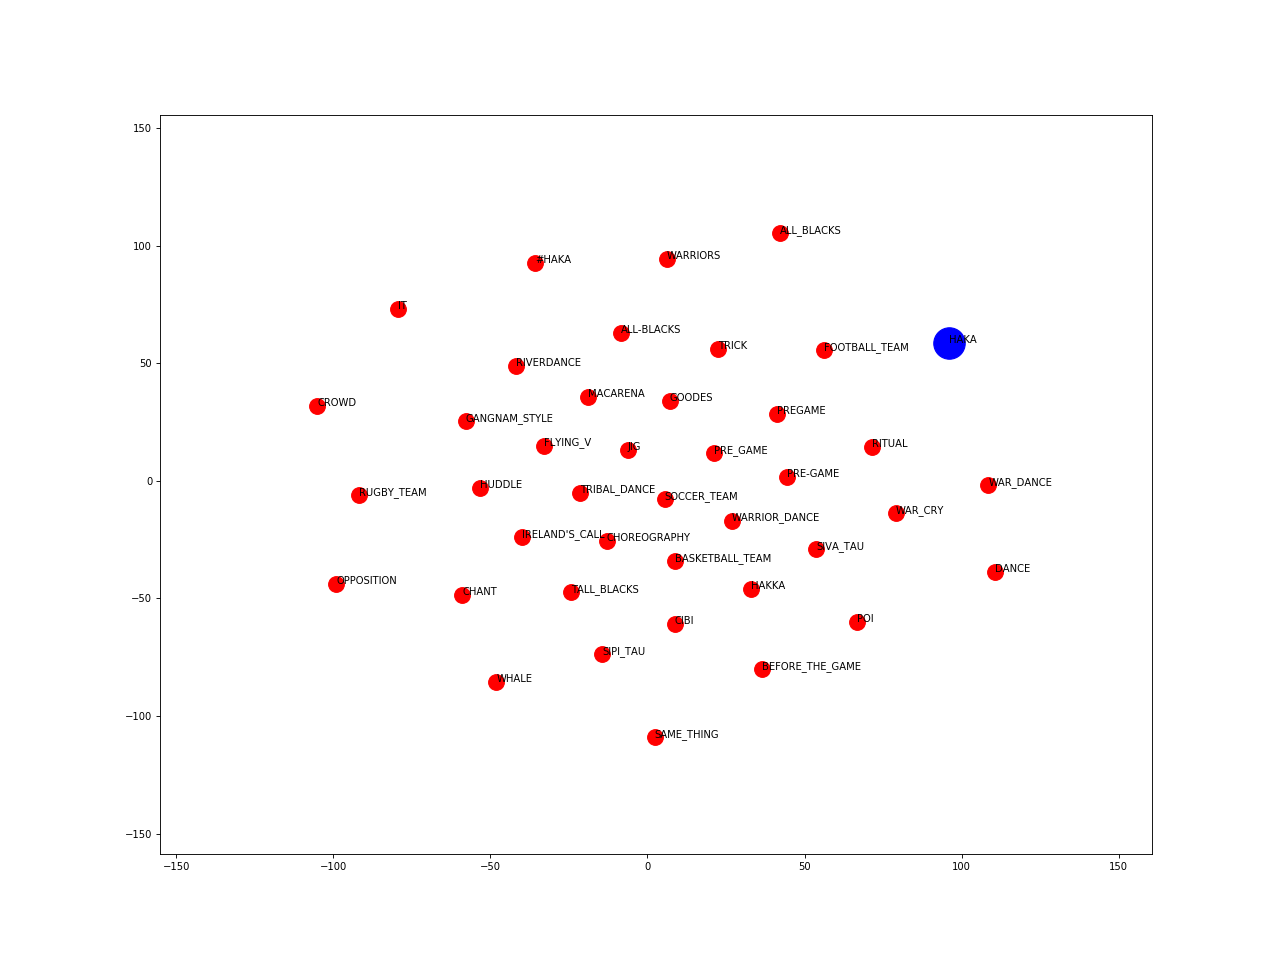 150
100
50
0
−50
−100
−150
−150
−100
−50
0
50
100
150
ALL_BLACKS
WARRIORS
#HAKA
IT
ALL-BLACKS
HAKA
TRICK
FOOTBALL_TEAM
RIVERDANCE
MACARENA
GOODES
CROWD
PREGAME
GANGNAM_STYLE
FLYING_V
RITUAL
JIG
PRE_GAME
PRE-GAME
HUDDLE
WAR_DANCE
TRIBAL_DANCE
RUGBY_TEAM
SOCCER_TEAM
WAR_CRY
WARRIOR_DANCE
IRELAND'S_CALL
CHOREOGRAPHY
SIVA_TAU
BASKETBALL_TEAM
DANCE
OPPOSITION
HAKKA
TALL_BLACKS
CHANT
POI
CIBI
SIPI_TAU
BEFORE_THE_GAME
WHALE
SAME_THING